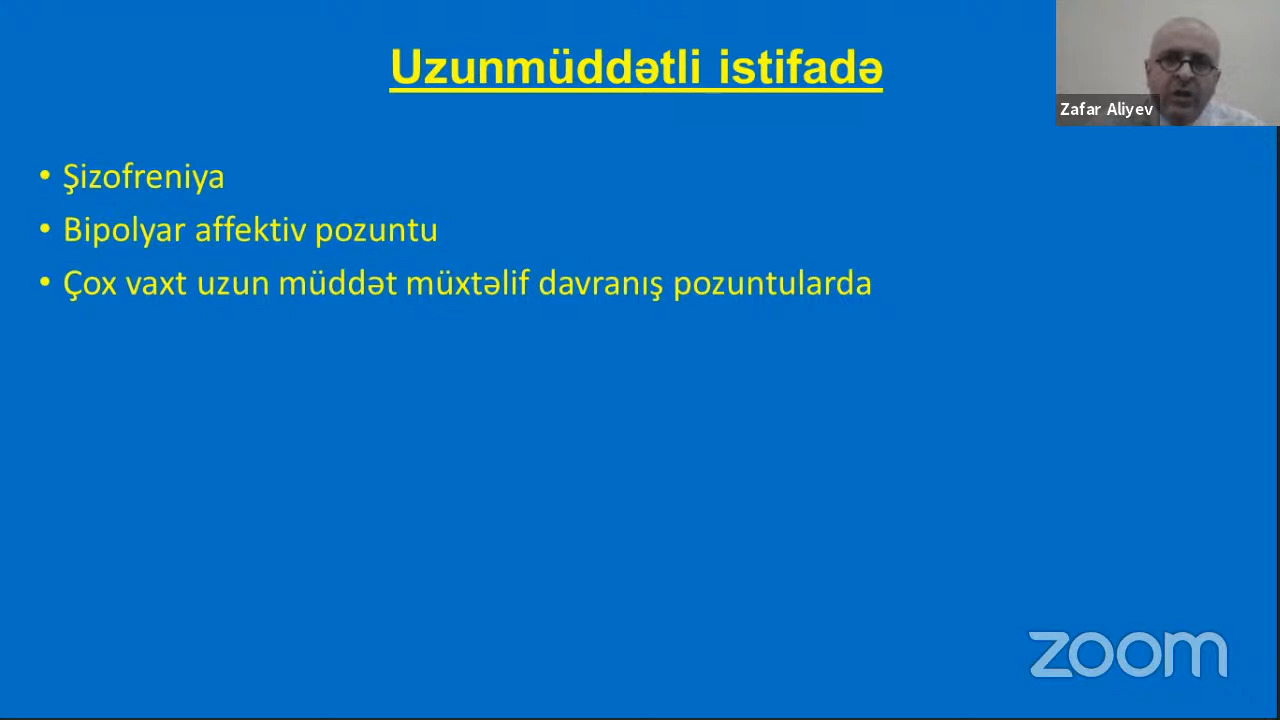 Uzunmüddətli istifadə
Zafar Aliyev
• Şizofreniya
• Bipolyar affektiv pozuntu
• Çox vaxt uzun müddət müxtəlif davranış pozuntularda
zoom